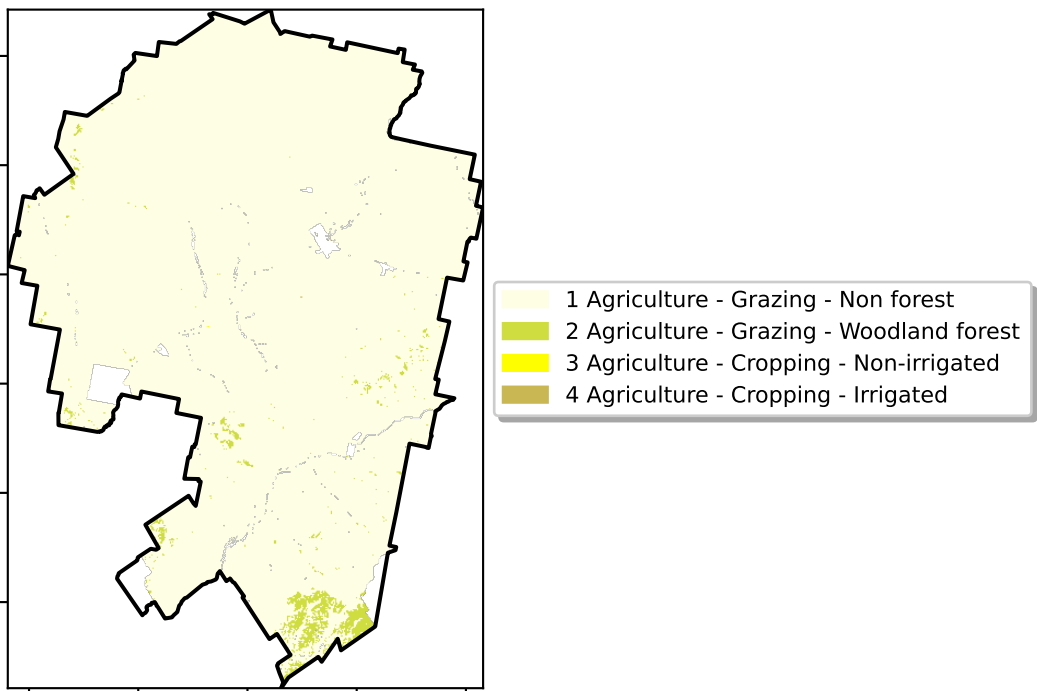 1 Agriculture - Grazing - Non forest
2 Agriculture - Grazing - Woodland forest
3 Agriculture - Cropping - Non-irrigated
4 Agriculture - Cropping - Irrigated